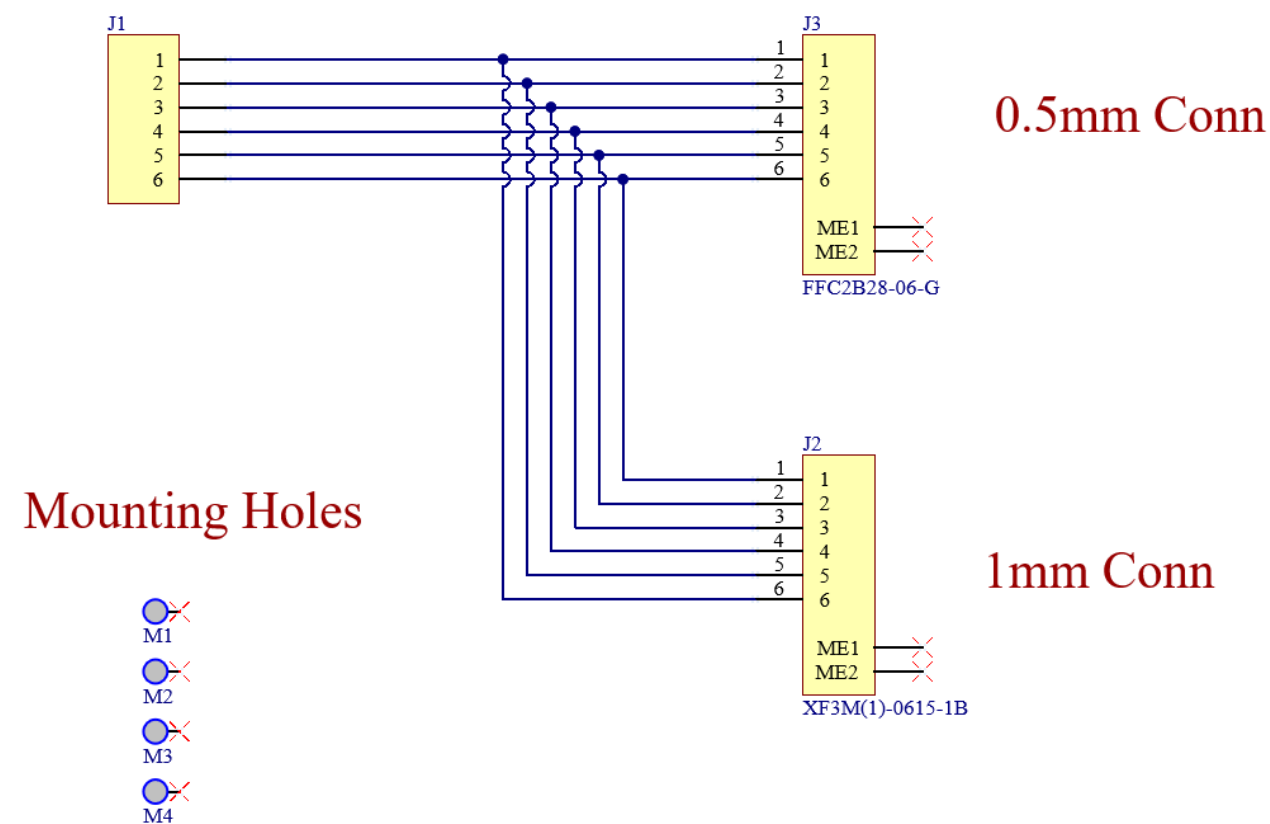 J1
1
2
3
4
5
6
J3
1 1
2 2
3 3
4 4
5 5
6 6
ME1
ME2
FFC2B28-06-G
0.5mm Conn
J2
1 1
2 2
3 3
4 4
5 5
6 6
ME1
ME2
XF3M(1)-0615-1B
1mm Conn
Mounting Holes
M1
M2
M3
M4